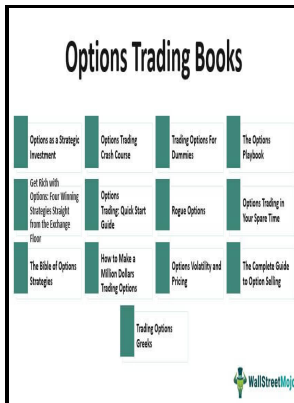 Options Trading Books
Options as a Strategic
Investment
Options Trading
Crash Course
Trading Options For
Dummies
The Options
Playbook
Get Rich with
Options: Four Winning
Strategies Straight
from the Exchange
Floor
Options
Trading: Quick Start
Guide
Rogue Options
Options Trading in
Your Spare Time
The Bible of Options
Strategies
How to Make a
Million Dollars
Trading Options
Options Volatility and
Pricing
The Complete Guide
to Option Selling
Trading Options
Greeks
WallStreetMojo